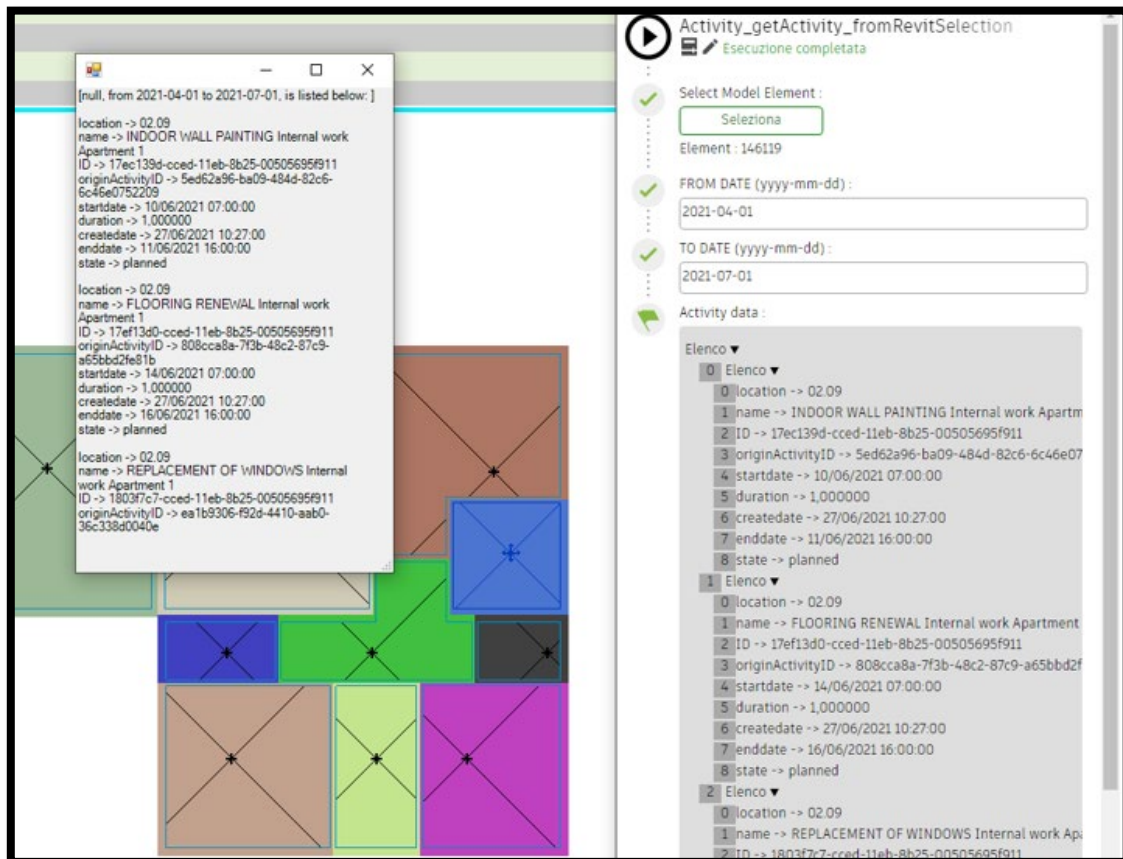 [null, from 2021-04-01 to 2021-07-01, is listed below: ]
location -> 02.09
name -> INDOOR WALL PAINTING Internal work
Apartment 1
ID -> 17ec139d-cced-11eb-8b25-00505695f911
originActivityID -> 5ed62a96-ba09-484d-82c6-
6c46e0752209
startdate -> 10/06/2021 07:00:00
duration -> 1,000000
createdate -> 27/06/2021 10:27:00
enddate -> 11/06/2021 16:00:00
state -> planned
location -> 02.09
name -> FLOORING RENEWAL Internal work
Apartment 1
ID -> 17ef13d0-cced-11eb-8b25-00505695f911
originActivityID -> 808cca8a-7f3b-48c2-87c9-
a65bbd2fe81b
startdate -> 14/06/2021 07:00:00
duration -> 1,000000
createdate -> 27/06/2021 10:27:00
enddate -> 16/06/2021 16:00:00
state -> planned
location -> 02.09
name -> REPLACEMENT OF WINDOWS Internal
work Apartment 1
ID -> 1803f7c7-cced-11eb-8b25-00505695f911
originActivityID -> ea1b9306-f92d-4410-aab0-
36c338d0040e
Activity_getActivity_fromRevitSelection
Esecuzione completata
Select Model Element :
Seleziona
Element : 146119
FROM DATE (yyyy-mm-dd) :
2021-04-01
TO DATE (yyyy-mm-dd) :
2021-07-01
Activity data :
Elenco ▼
0 Elenco ▼
0 location -> 02.09
1 name -> INDOOR WALL PAINTING Internal work Apartm
2 ID -> 17ec139d-cced-11eb-8b25-00505695f911
3 originActivityID -> 5ed62a96-ba09-484d-82c6-6c46e07
4 startdate -> 10/06/2021 07:00:00
5 duration -> 1,000000
6 createdate -> 27/06/2021 10:27:00
7 enddate -> 11/06/2021 16:00:00
8 state -> planned
1 Elenco ▼
0 location -> 02.09
1 name -> FLOORING RENEWAL Internal work Apartment
2 ID -> 17ef13d0-cced-11eb-8b25-00505695f911
3 originActivityID -> 808cca8a-7f3b-48c2-87c9-a65bbd2f
4 startdate -> 14/06/2021 07:00:00
5 duration -> 1,000000
6 createdate -> 27/06/2021 10:27:00
7 enddate -> 16/06/2021 16:00:00
8 state -> planned
2 Elenco ▼
0 location -> 02.09
1 name -> REPLACEMENT OF WINDOWS Internal work Apa
2 ID -> 1803f7c7-cced-11eb-8b25-00505695f911